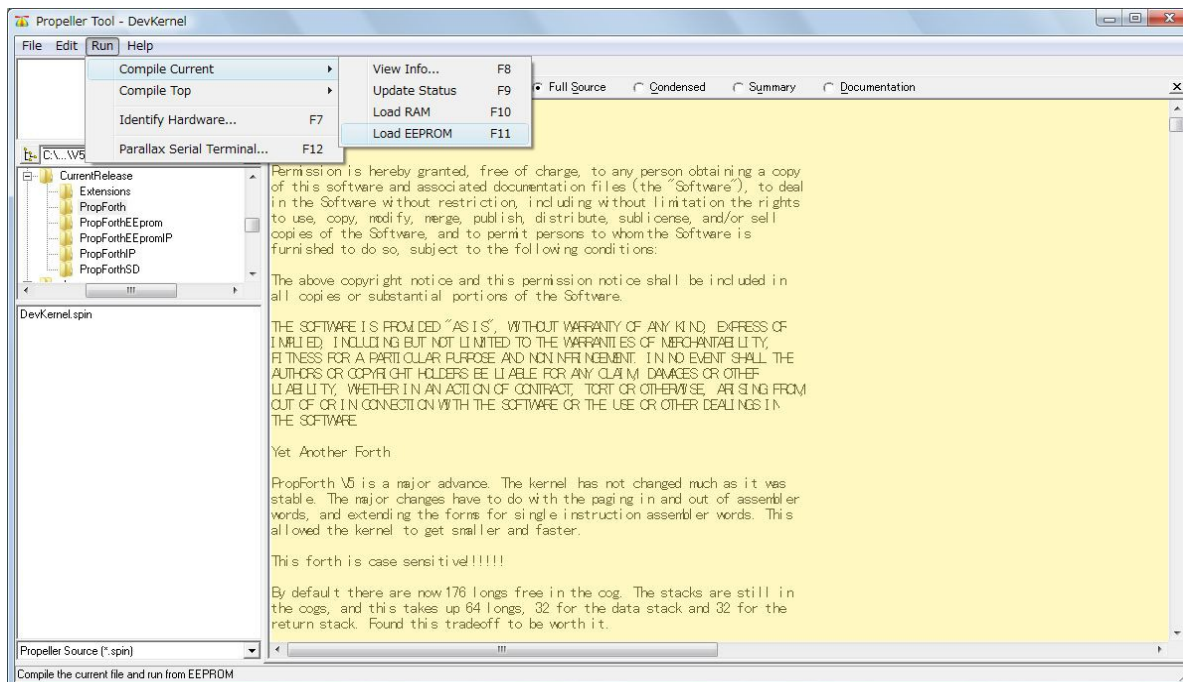 Propeller Tool - DevKernel
File Edit Run Help
Compile Current
Compile Top
Identify Hardware... F7
Parallax Serial Terminal... F12
View Info... F8
Update Status F9
Load RAM F10
Load EEPROM F11
Full Source Condensed Summary Documentation
C:\...\V5
CurrentRelease
Extensions
PropForth
PropForthEEprom
PropForthEEpromIP
PropForthIP
PropForthSD
DevKernel.spin
Permission is hereby granted, free of charge, to any person obtaining a copy
of this software and associated documentation files (the "Software"), to deal
in the Software without restriction, including without limitation the rights
to use, copy, modify, merge, publish, distribute, sublicense, and/or sell
copies of the Software, and to permit persons to whom the Software is
furnished to do so, subject to the following conditions:
The above copyright notice and this permission notice shall be included in
all copies or substantial portions of the Software.
THE SOFTWARE IS PROVIDED "AS IS", WITHOUT WARRANTY OF ANY KIND, EXPRESS OR
IMPLIED, INCLUDING BUT NOT LIMITED TO THE WARRANTIES OF MERCHANTABILITY,
FITNESS FOR A PARTICULAR PURPOSE AND NONINFRINGEMENT. IN NO EVENT SHALL THE
AUTHORS OR COPYRIGHT HOLDERS BE LIABLE FOR ANY CLAIM, DAMAGES OR OTHER
LIABILITY, WHETHER IN AN ACTION OF CONTRACT, TORT OR OTHERWISE, ARISING FROM,
OUT OF OR IN CONNECTION WITH THE SOFTWARE OR THE USE OR OTHER DEALINGS IN
THE SOFTWARE.
Yet Another Forth
PropForth V5 is a major advance. The kernel has not changed much as it was
stable. The major changes have to do with the paging in and out of assembler
words, and extending the forms for single instruction assembler words. This
allowed the kernel to get smaller and faster.
This forth is case sensitive!!!!!!
By default there are now 176 longs free in the cog. The stacks are still in
the cogs, and this takes up 64 longs, 32 for the data stack and 32 for the
return stack. Found this tradeoff to be worth it.
Propeller Source (*.spin)
Compile the current file and run from EEPROM